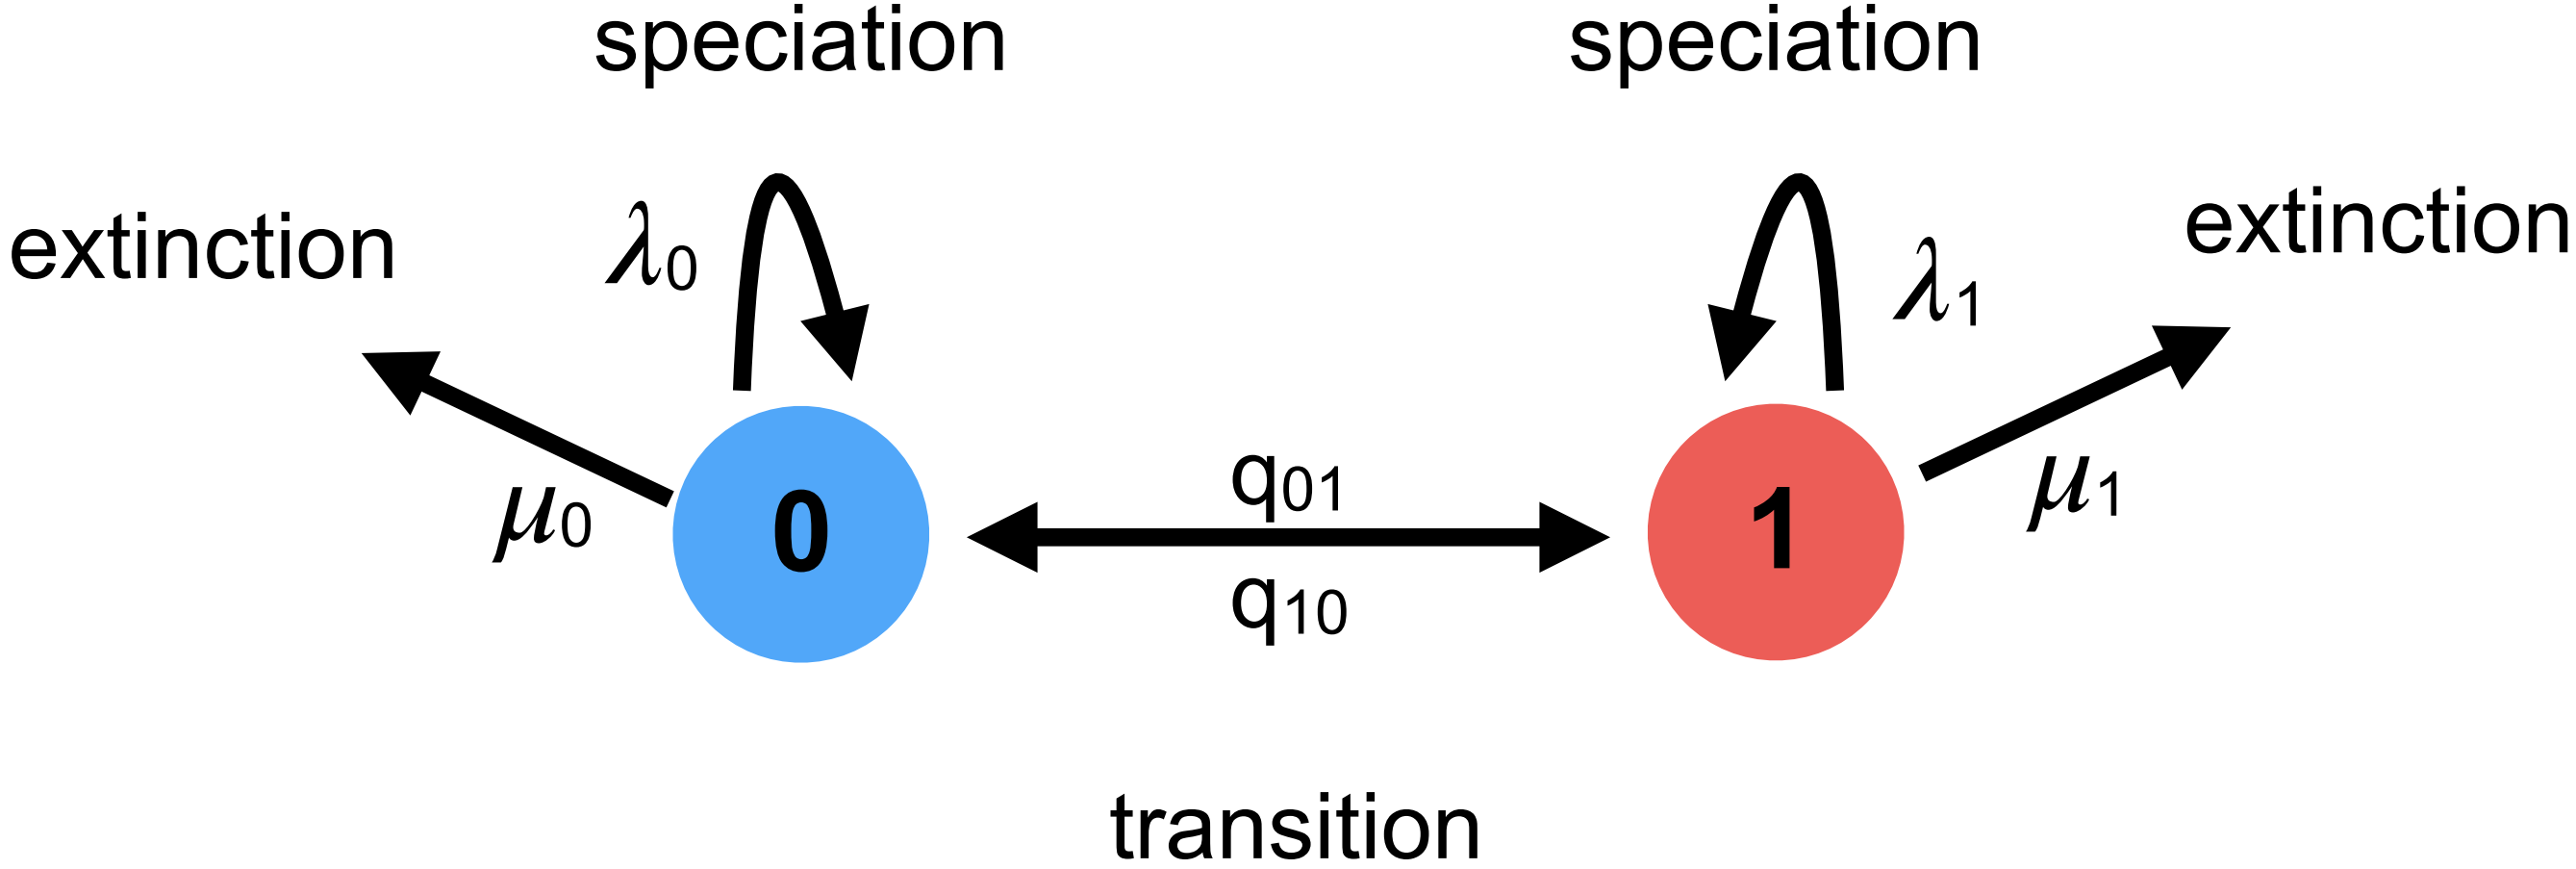 speciation
speciation
extinction
λ0
λ1
extinction
μ0
0
q01
q10
1
μ1
transition